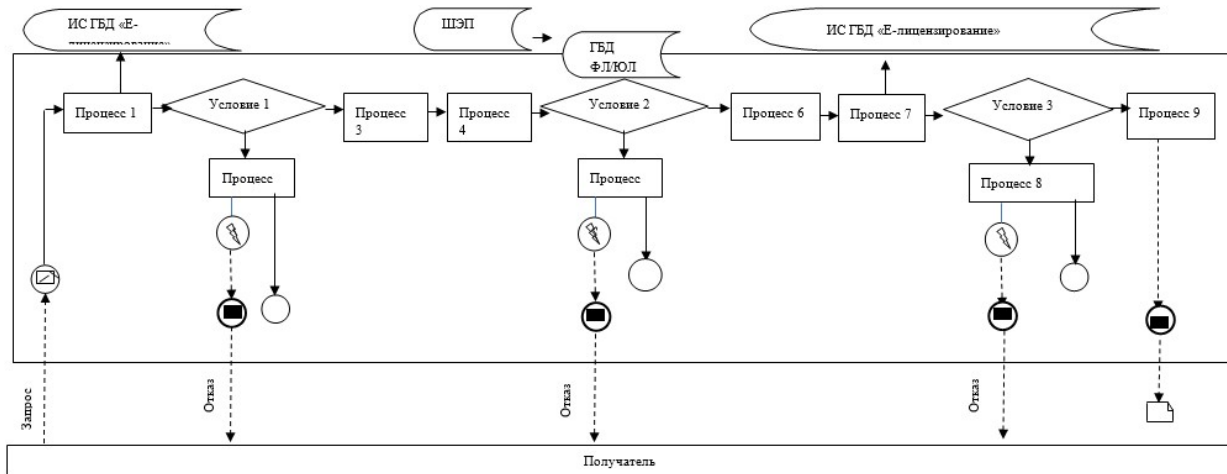 ИС ГБД «Е-
лицензирование»
ШЭП
ГБД
ФЛ/ЮЛ
ИС ГБД «Е-лицензирование»
Процесс 1
Условие 1
Процесс
3
Процесс
4
Условие 2
Процесс 6
Процесс 7
Условие 3
Процесс 9
Процесс
Процесс
Процесс 8
Запрос
Отказ
Отказ
Отказ
Получатель